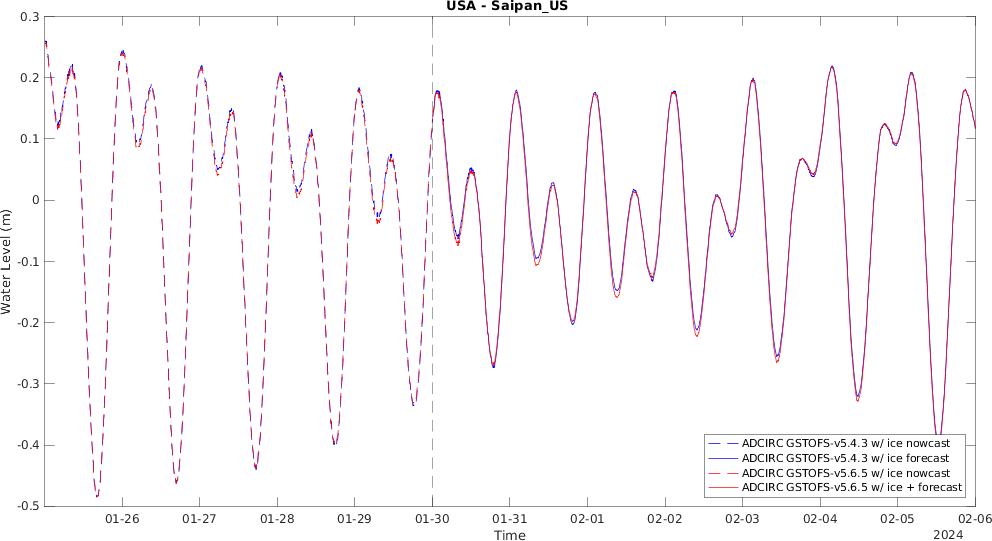 USA - Saipan_US
0.3
0.2
0.1
0
-0.1
-0.2
-0.3
-0.4
-0.5
Water Level (m)
ADCIRC GSTOFS-v5.4.3 w/ ice nowcast
ADCIRC GSTOFS-v5.4.3 w/ ice forecast
ADCIRC GSTOFS-v5.6.5 w/ ice nowcast
ADCIRC GSTOFS-v5.6.5 w/ ice + forecast
01-26 01-27 01-28 01-29 01-30 01-31 02-01 02-02 02-03 02-04 02-05 02-06
Time
2024